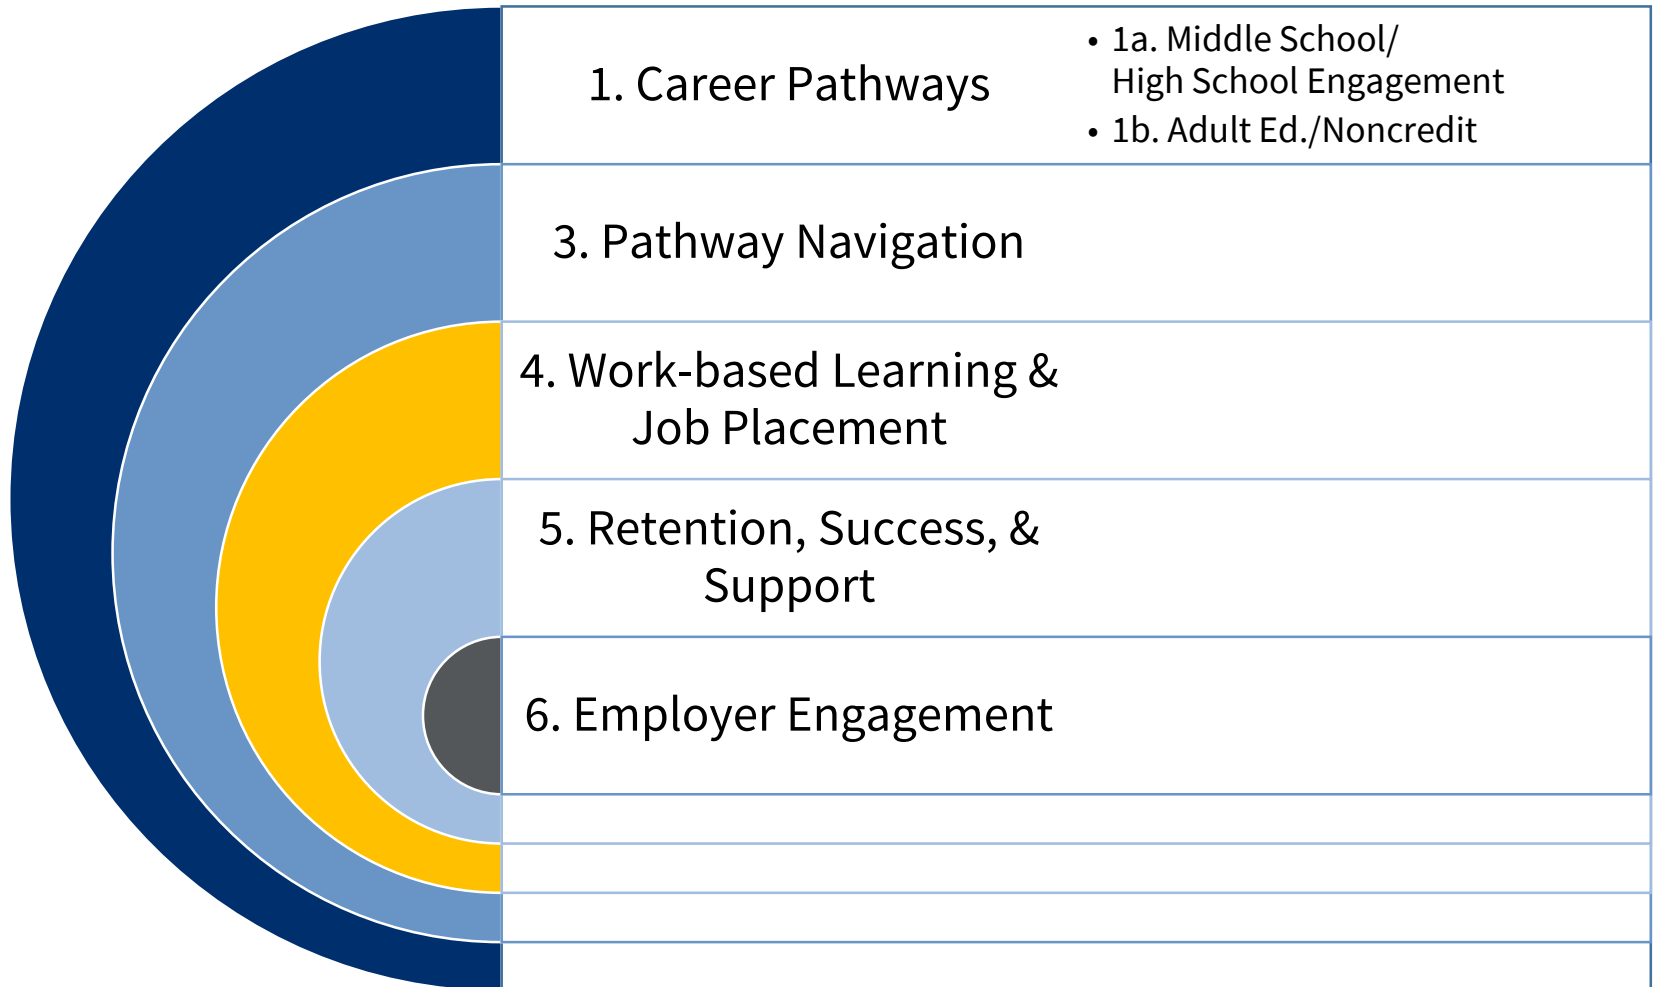 1. Career Pathways
• 1a. Middle School/
High School Engagement
• 1b. Adult Ed./Noncredit
3. Pathway Navigation
4. Work-based Learning &
Job Placement
5. Retention, Success, &
Support
6. Employer Engagement